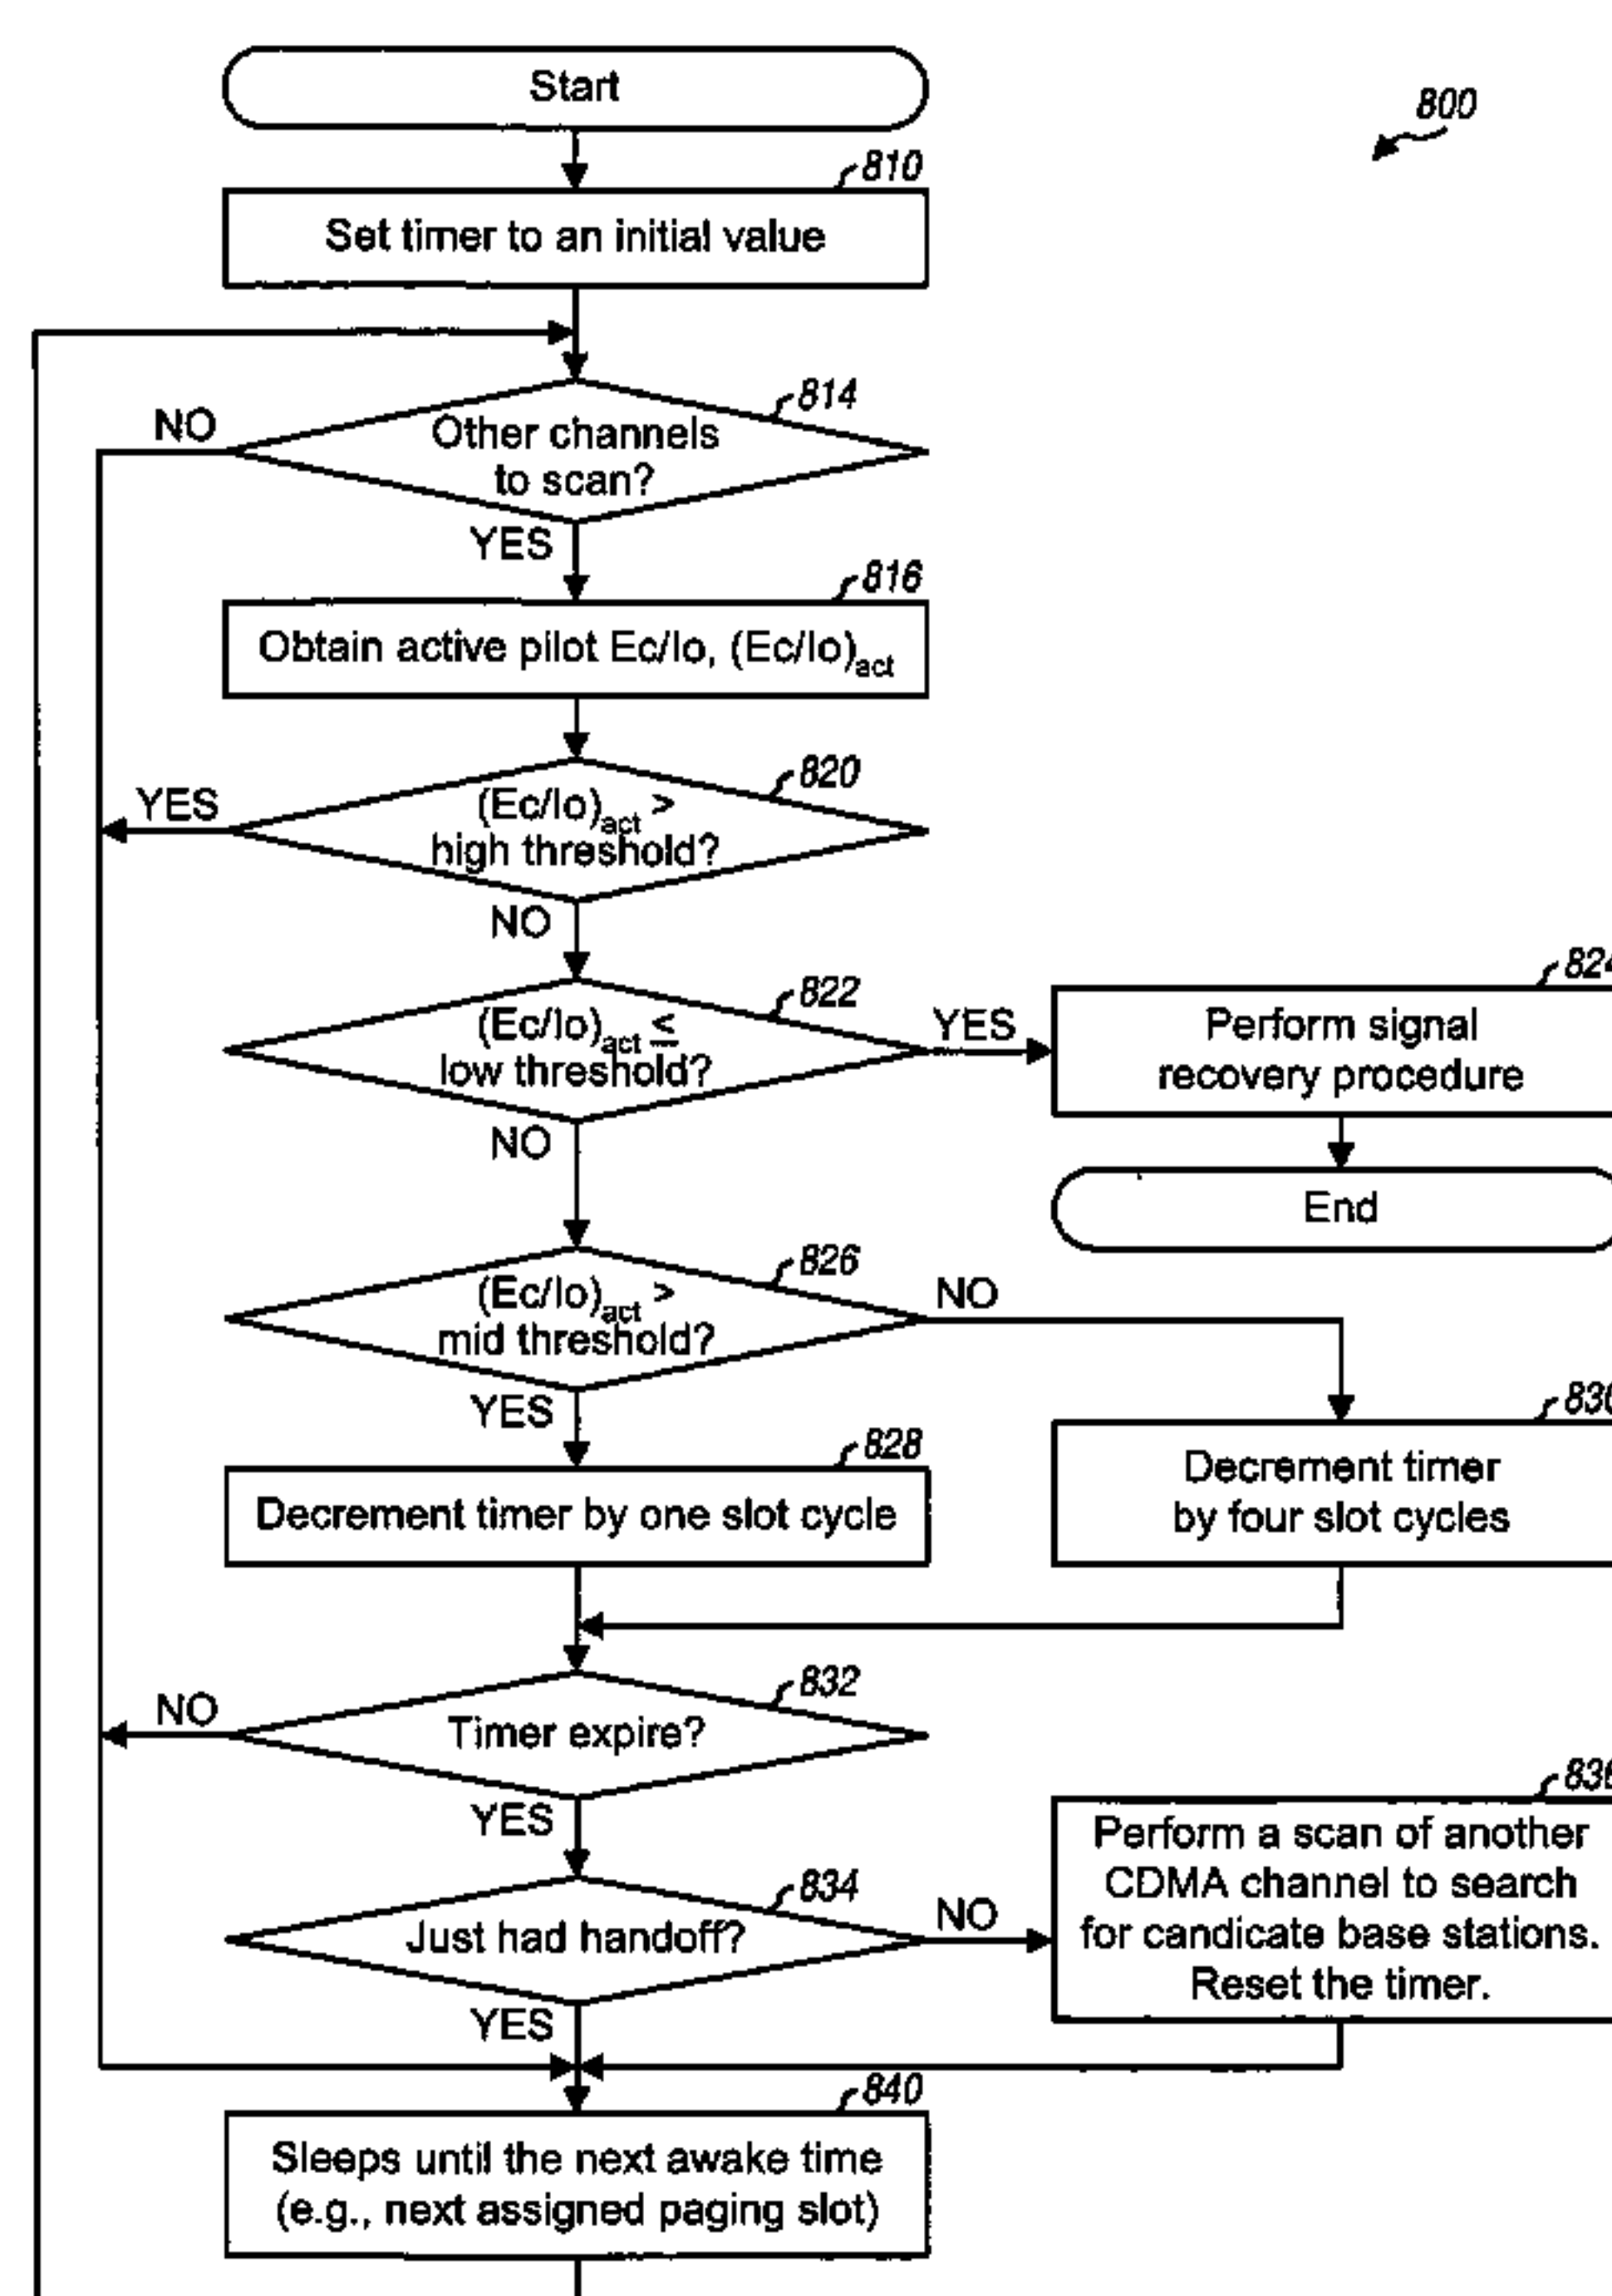 Start
800
810
Set timer to an initial value
814
NO
Other channels
to scan?
YES
816
Obtain active pilot Ec/Io, (Ec/Io)act
820
YES
(Ec/Io)act >
high threshold?
NO
822
(Ec/Io)act ≤
low threshold?
YES
824
Perform signal
recovery procedure
NO
End
826
(Ec/Io)act >
mid threshold?
NO
YES
828
Decrement timer by one slot cycle
830
Decrement timer
by four slot cycles
832
NO
Timer expire?
YES
834
Just had handoff?
NO
836
Perform a scan of another
CDMA channel to search
for candicate base stations.
Reset the timer.
YES
840
Sleeps until the next awake time
(e.g., next assigned paging slot)